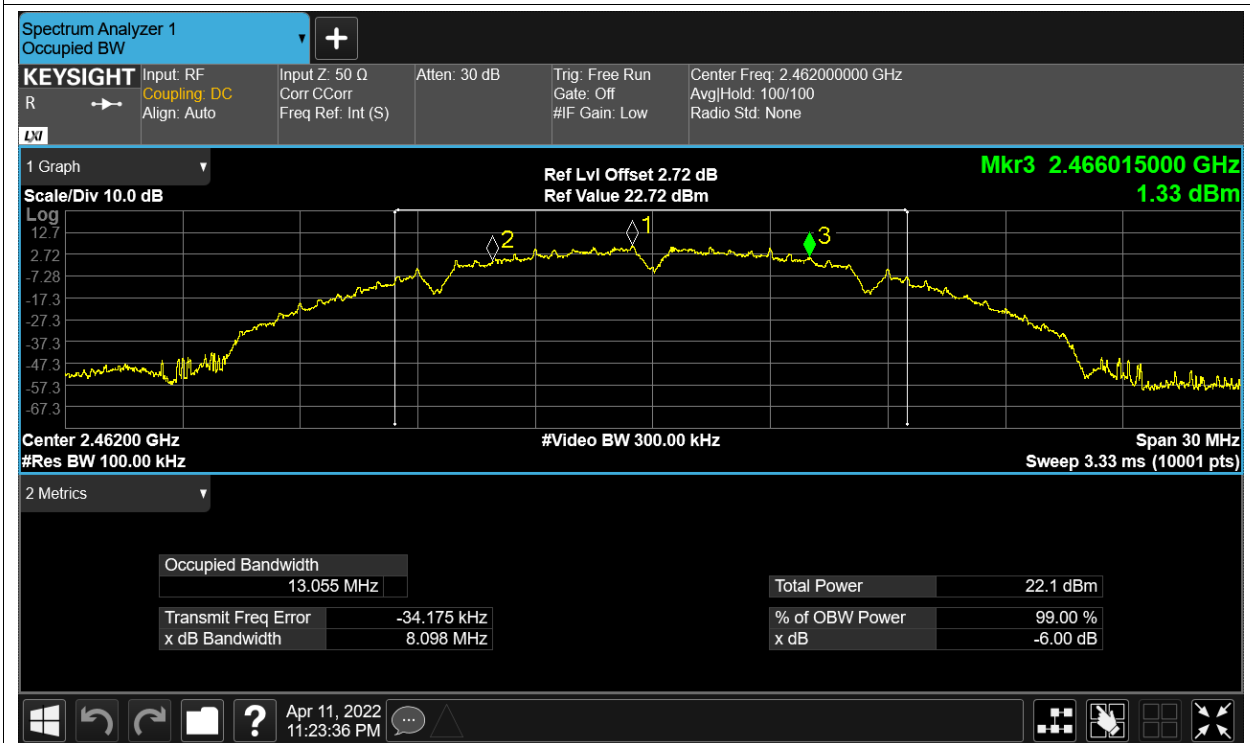 Spectrum Analyzer 1
Occupied BW
KEYSIGHT
R
LXI
Input: RF
Coupling: DC
Align: Auto
Input Z: 50 Ω
Corr CCorr
Freq Ref: Int (S)
Atten: 30 dB
Trig: Free Run
Gate: Off
#IF Gain: Low
Center Freq: 2.462000000 GHz
Avg|Hold: 100/100
Radio Std: None
1 Graph
Scale/Div 10.0 dB
Ref Lvl Offset 2.72 dB
Ref Value 22.72 dBm
Mkr3 2.466015000 GHz
1.33 dBm
Log
12.7
2.72
-7.28
-17.3
-27.3
-37.3
-47.3
-57.3
-67.3
2
1
3
Center 2.46200 GHz
#Res BW 100.00 kHz
#Video BW 300.00 kHz
Span 30 MHz
Sweep 3.33 ms (10001 pts)
2 Metrics
Occupied Bandwidth
13.055 MHz
Transmit Freq Error -34.175 kHz
x dB Bandwidth 8.098 MHz
Total Power 22.1 dBm
% of OBW Power 99.00 %
x dB -6.00 dB
?
Apr 11, 2022
11:23:36 PM